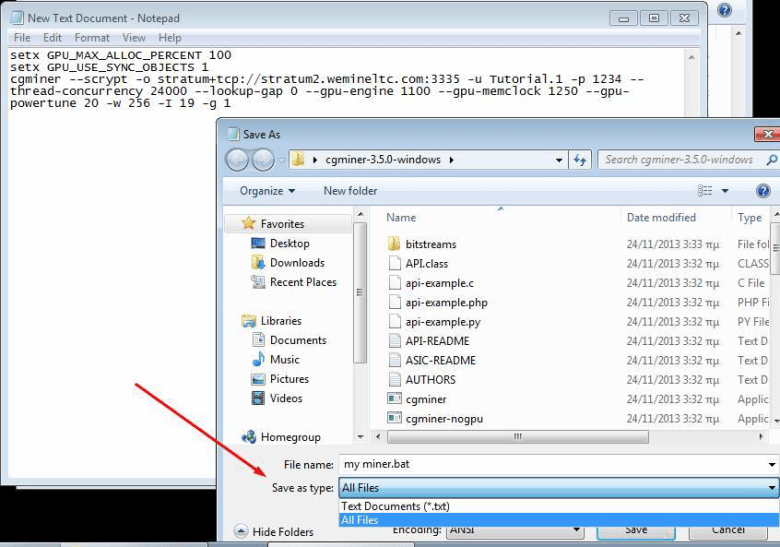 New Text Document - Notepad
File Edit Format View Help
setx GPU_MAX_ALLOC_PERCENT 100
setx GPU_USE_SYNC_OBJECTS 1
cgminer --scrypt -o stratum+tcp://stratum2.wemineltc.com:3335 -u Tutorial.1 -p 1234 --
thread-concurrency 24000 --lookup-gap 0 --gpu-engine 1100 --gpu-memclock 1250 --gpu-
powertune 20 -w 256 -I 19 -g 1
Save As
cgminer-3.5.0-windows
Search cgminer-3.5.0-windows
Organize New folder
Name Date modified Type
Favorites
Desktop
Downloads
Recent Places
Libraries
Documents
Music
Pictures
Videos
Homegroup
bitstreams 24/11/2013 3:33 πμ File fol
API.class 24/11/2013 3:32 πμ CLASS
api-example.c 24/11/2013 3:32 πμ C File
api-example.php 24/11/2013 3:32 πμ PHP Fi
api-example.py 24/11/2013 3:32 πμ PY File
API-README 24/11/2013 3:32 πμ Text D
ASIC-README 24/11/2013 3:32 πμ Text D
AUTHORS 24/11/2013 3:32 πμ Text D
cgminer 24/11/2013 3:32 πμ Applic
cgminer-nogpu 24/11/2013 3:32 πμ Applic
File name: my miner.bat
Save as type: All Files
Text Documents (*.txt)
All Files
Hide Folders Encoding: ANSI Save Cancel